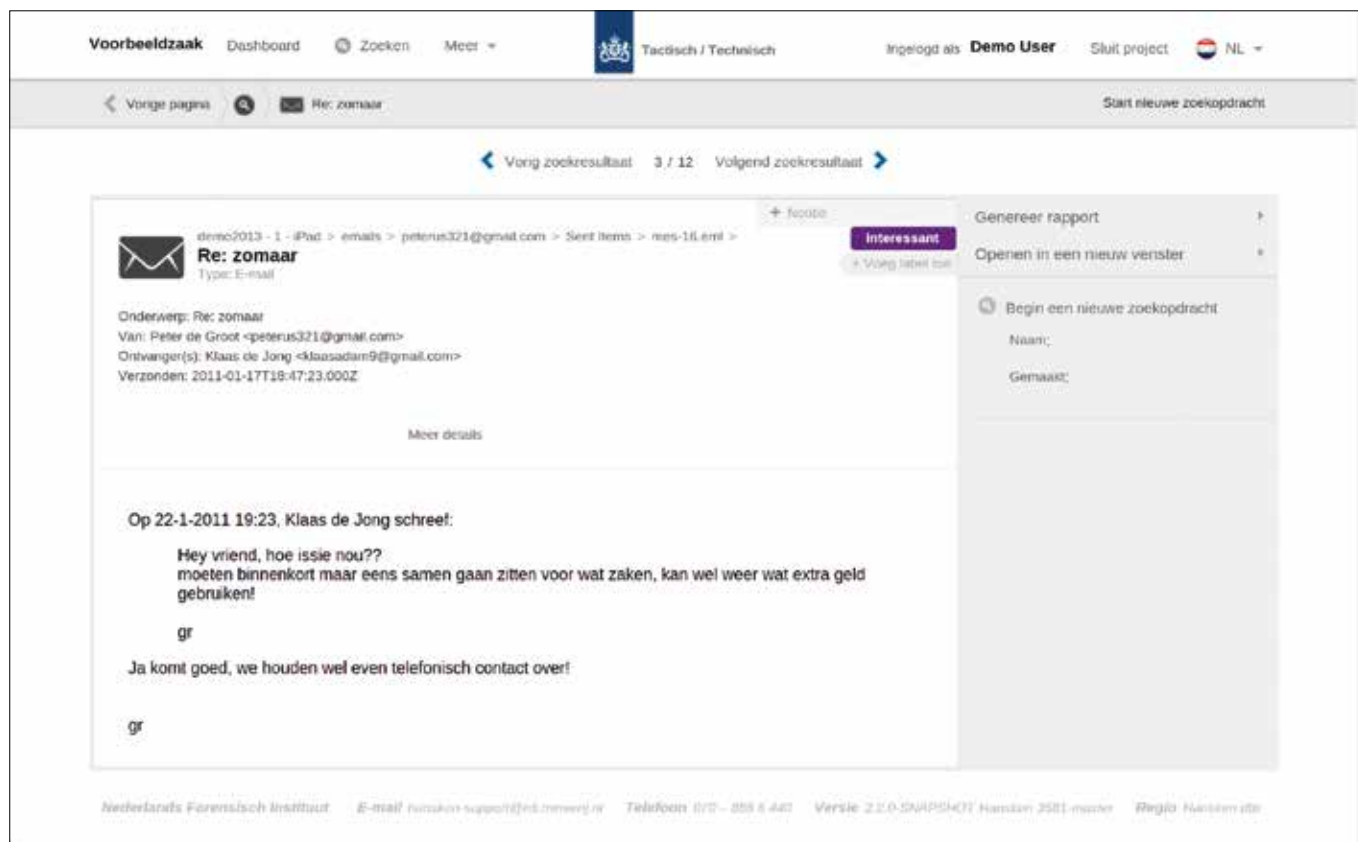 Voorbeeldzaak Dashboard Zoeken Meer Tactisch / Technisch Ingelogd als Demo User Sluit project NL
Vorige pagina Re: zomaar Start nieuwe zoekopdracht
Vorig zoekresultaat 3 / 12 Volgend zoekresultaat
+ Notitie
demo2013 - 1 - iPad > emails > peterus321@gmail.com > Sent Items > mes-16.eml >
Re: zomaar
Type: E-mail
interessant
+ Voeg label toe
Genereer rapport
Openen in een nieuw venster
Onderwerp: Re: zomaar
Van: Peter de Groot <peterus321@gmail.com>
Ontvanger(s): Klaas de Jong <klaasadam9@gmail.com>
Verzonden: 2011-01-17T18:47:23.000Z
Meer details
Begin een nieuwe zoekopdracht
Naam:
Gemaakt:
Op 22-1-2011 19:23, Klaas de Jong schreef:
Hey vriend, hoe issie nou??
moeten binnenkort maar eens samen gaan zitten voor wat zaken, kan wel weer wat extra geld
gebruiken!
gr
Ja komt goed, we houden wel even telefonisch contact over!
gr
Nederlands Forensisch Instituut E-mail Telefoon Versie 2.2.0-SNAPSHOT Regio